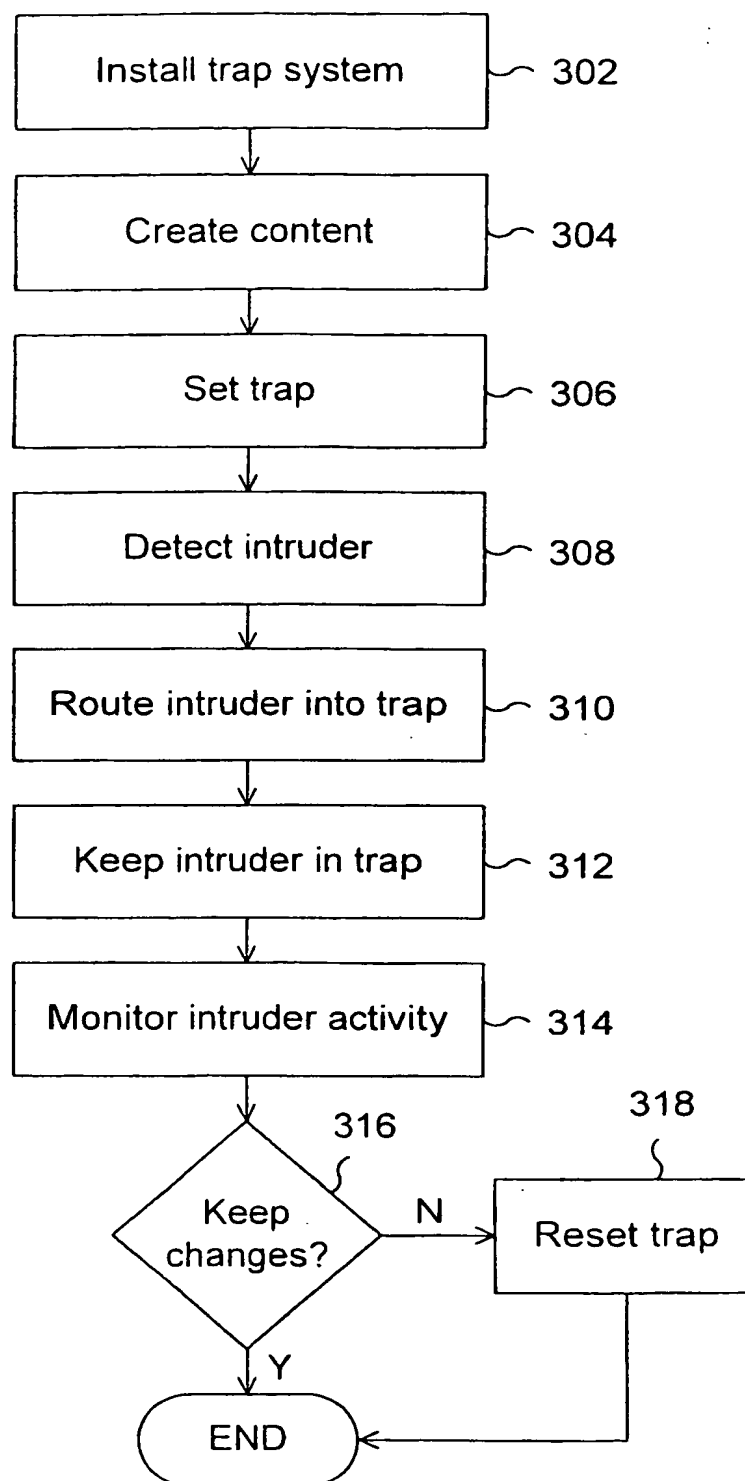 Install trap system
302
Create content
304
Set trap
306
Detect intruder
308
Route intruder into trap
310
Keep intruder in trap
312
Monitor intruder activity
314
316
318
Keep
changes?
N
Reset trap
Y
END